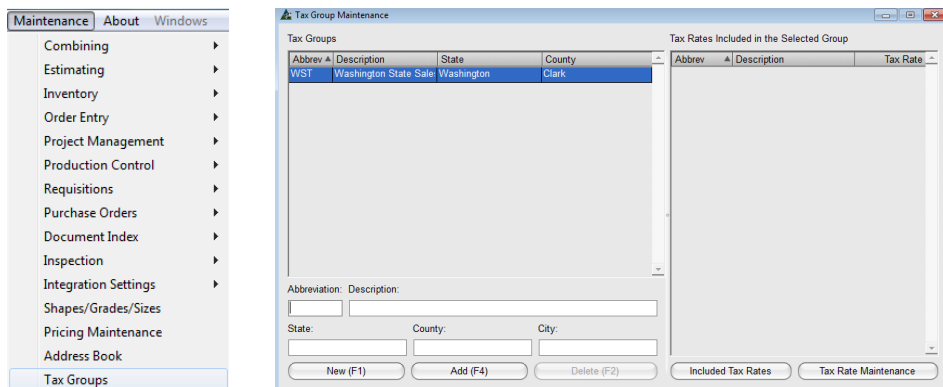 Maintenance About Windows
Combining
Estimating
Inventory
Order Entry
Project Management
Production Control
Requisitions
Purchase Orders
Document Index
Inspection
Integration Settings
Shapes/Grades/Sizes
Pricing Maintenance
Address Book
Tax Groups
Tax Group Maintenance
Tax Groups
Abbrev Description State County
WST Washington State Sale Washington Clark
Abbreviation: Description:
State: County: City:
New (F1) Add (F4) Delete (F2)
Tax Rates Included in the Selected Group
Abbrev Description Tax Rate
Included Tax Rates Tax Rate Maintenance